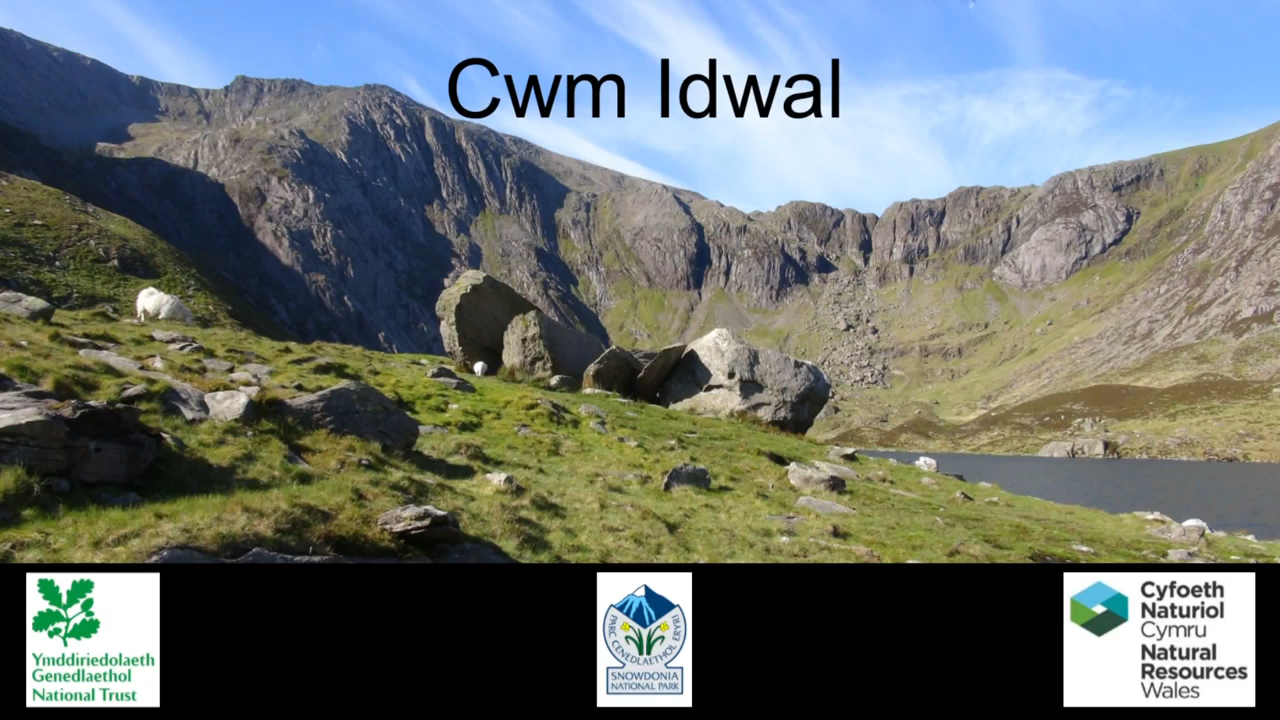 Cwm Idwal
Ymddiriedolaeth
Genedlaethol
National Trust
PARC CENEDLAETHOL ERYRI
SNOWDONIA
NATIONAL PARK
Cyfoeth
Naturiol
Cymru
Natural
Resources
Wales